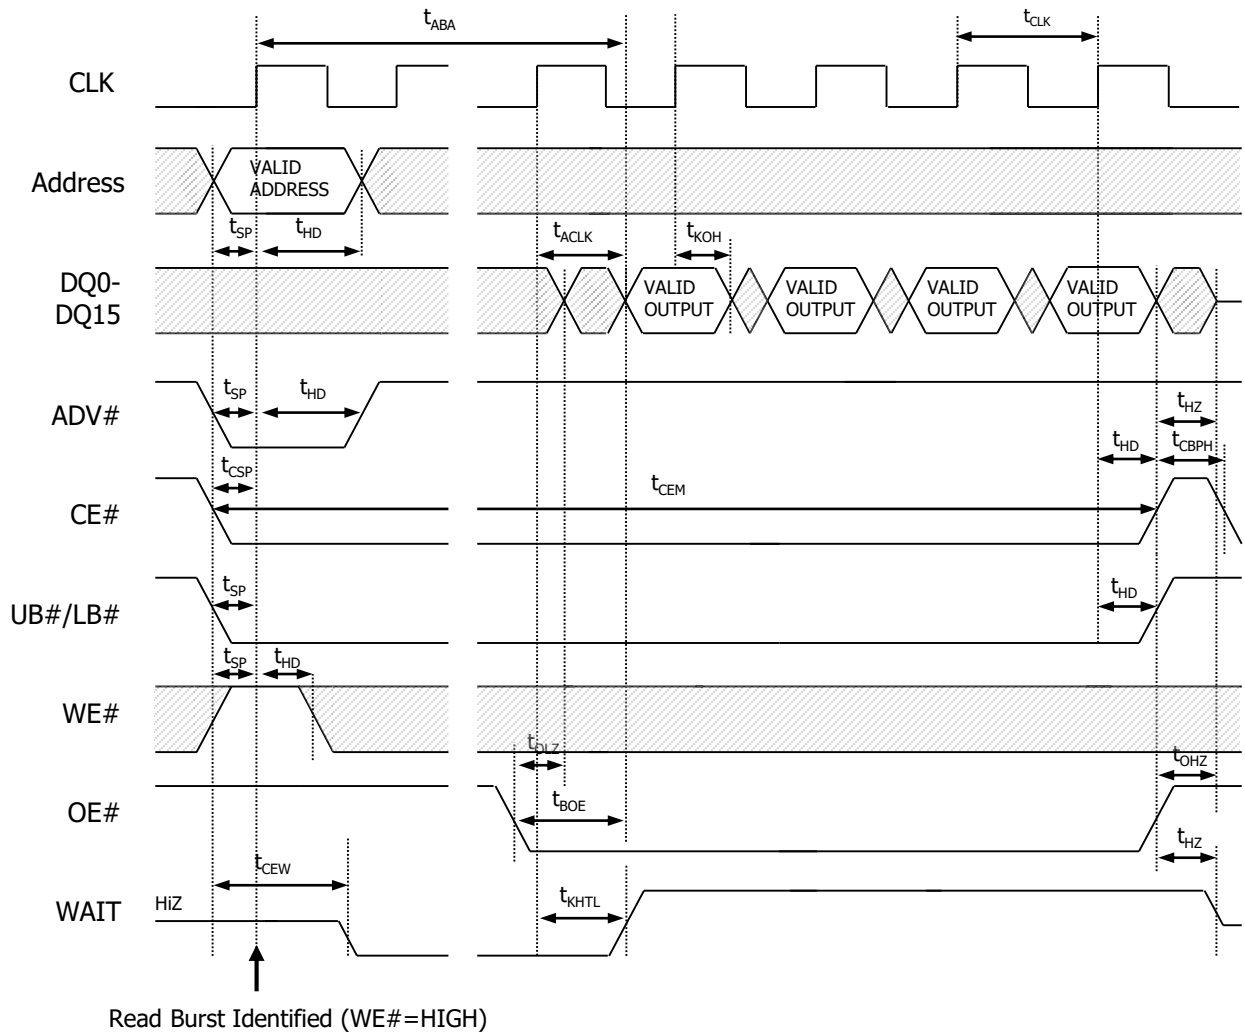 tABA
tCLK
CLK
Address
VALID
ADDRESS
tSP
tHD
tACLK
tKOH
DQ0-
DQ15
VALID
OUTPUT
VALID
OUTPUT
VALID
OUTPUT
VALID
OUTPUT
ADV#
tSP
tHD
tHZ
tHD
tCBPH
CE#
tCSP
tCEM
UB#/LB#
tSP
tHD
WE#
tSP
tHD
tOLZ
tOHZ
OE#
tBOE
tHZ
tCEW
WAIT
HiZ
tKHTL
Read Burst Identified (WE#=HIGH)